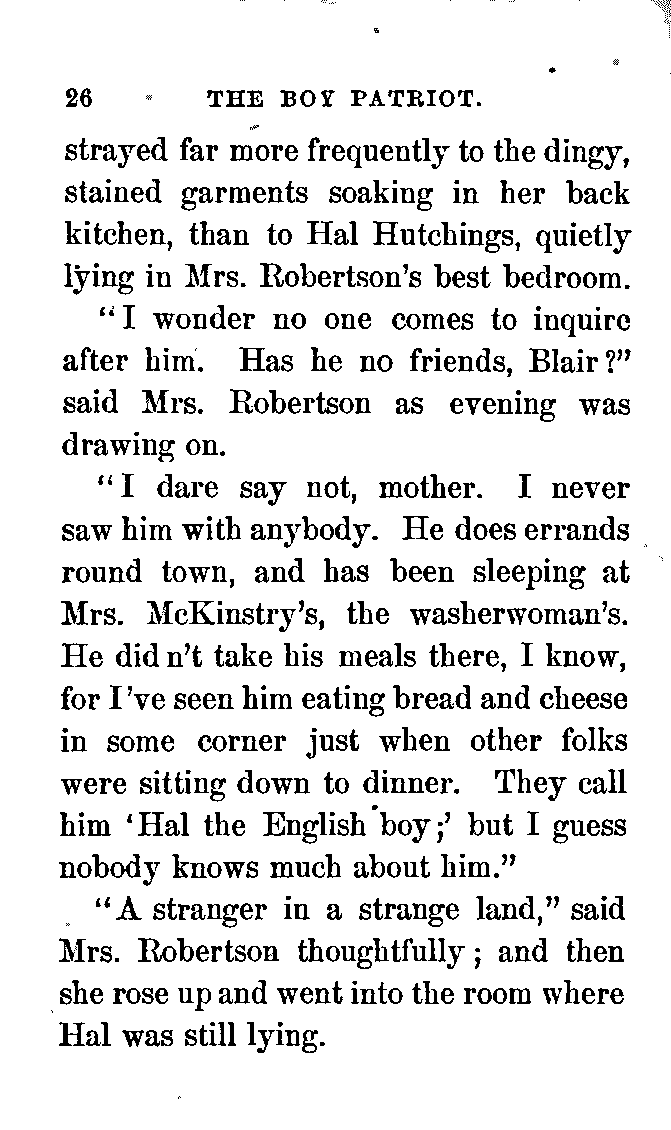 26 THE BOY PATRIOT.
strayed far more frequently to the dingy,
stained garments soaking in her back
kitchen, than to Hal Hutchings, quietly
lying in Mrs. Robertson's best bedroom.
"I wonder no one comes to inquire
after him. Has he no friends, Blair?"
said Mrs. Robertson as evening was
drawing on.
"I dare say not, mother. I never
saw him with anybody. He does errands
round town, and has been sleeping at
Mrs. McKinstry's, the washerwoman's.
He did n't take his meals there, I know,
for I've seen him eating bread and cheese
in some corner just when other folks
were sitting down to dinner. They call
him 'Hal the English boy;' but I guess
nobody knows much about him."
"A stranger in a strange land," said
Mrs. Robertson thoughtfully; and then
she rose up and went into the room where
Hal was still lying.